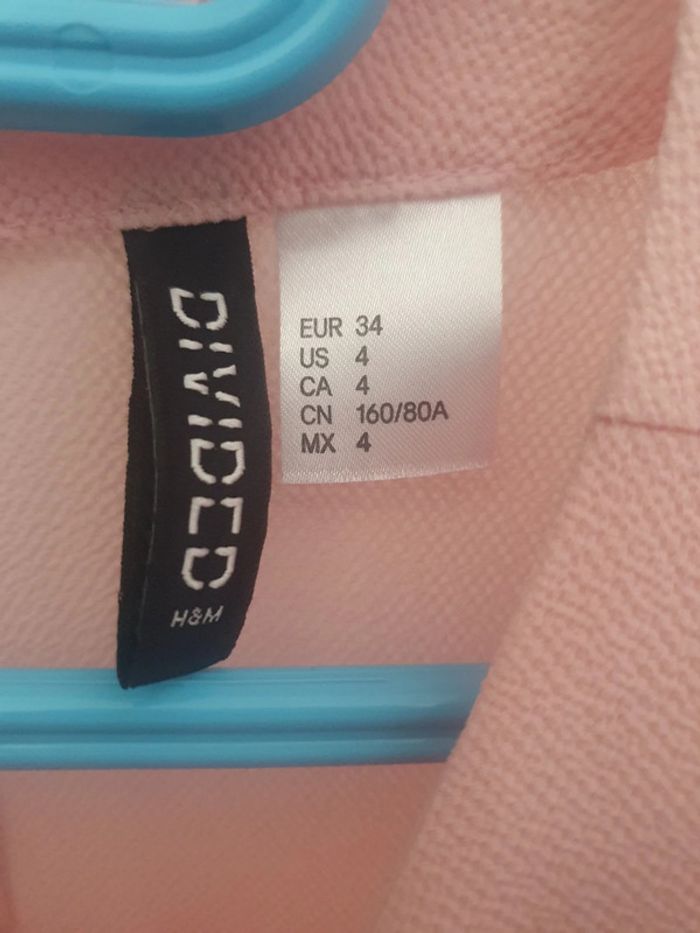 DIVIDED
H&M
EUR 34
US 4
CA 4
CN 160/80A
MX 4